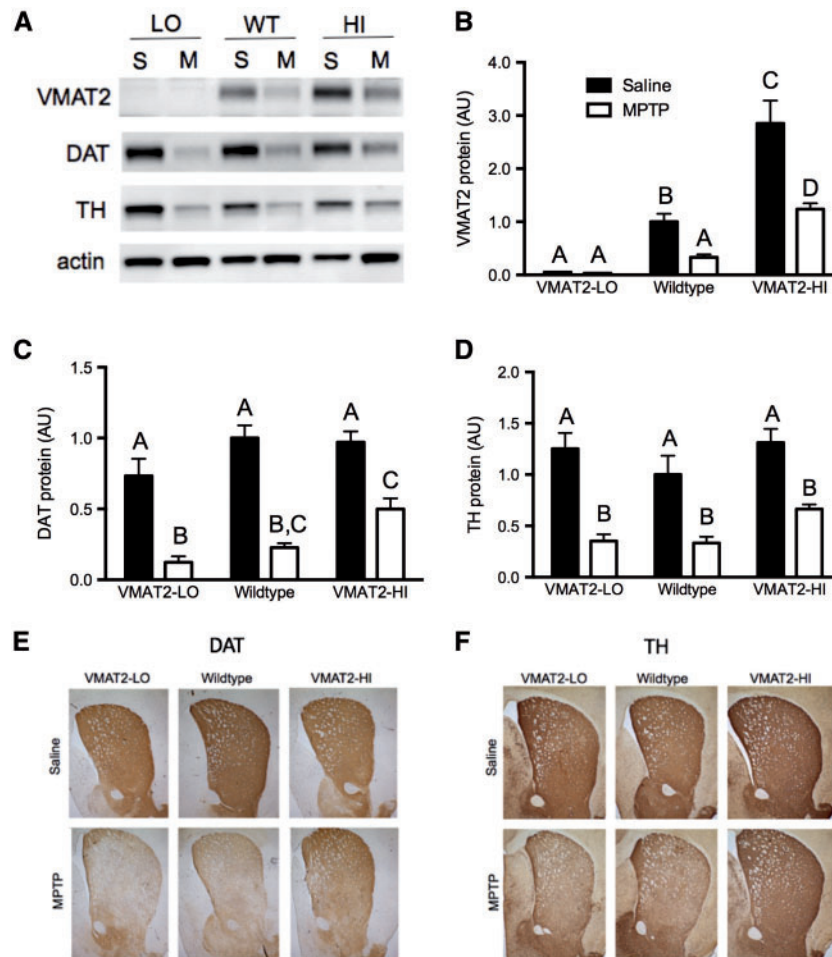 A
LO WT HI
S M S M S M
VMAT2
DAT
TH
actin
B
VMAT2 protein (AU)
4.0
3.0
2.0
1.0
0.0
Saline
MPTP
A A B A C D
VMAT2-LO Wildtype VMAT2-HI
C
DAT protein (AU)
1.5
1.0
0.5
0.0
A B A B,C A C
VMAT2-LO Wildtype VMAT2-HI
D
TH protein (AU)
2.0
1.5
1.0
0.5
0.0
A B A B A B
VMAT2-LO Wildtype VMAT2-HI
E
DAT
VMAT2-LO Wildtype VMAT2-HI
Saline
MPTP
F
TH
VMAT2-LO Wildtype VMAT2-HI
Saline
MPTP